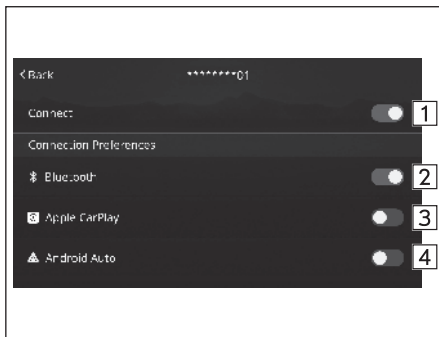 Back ********01
Connect 1
Connection Preferences
Bluetooth 2
Apple CarPlay 3
Android Auto 4